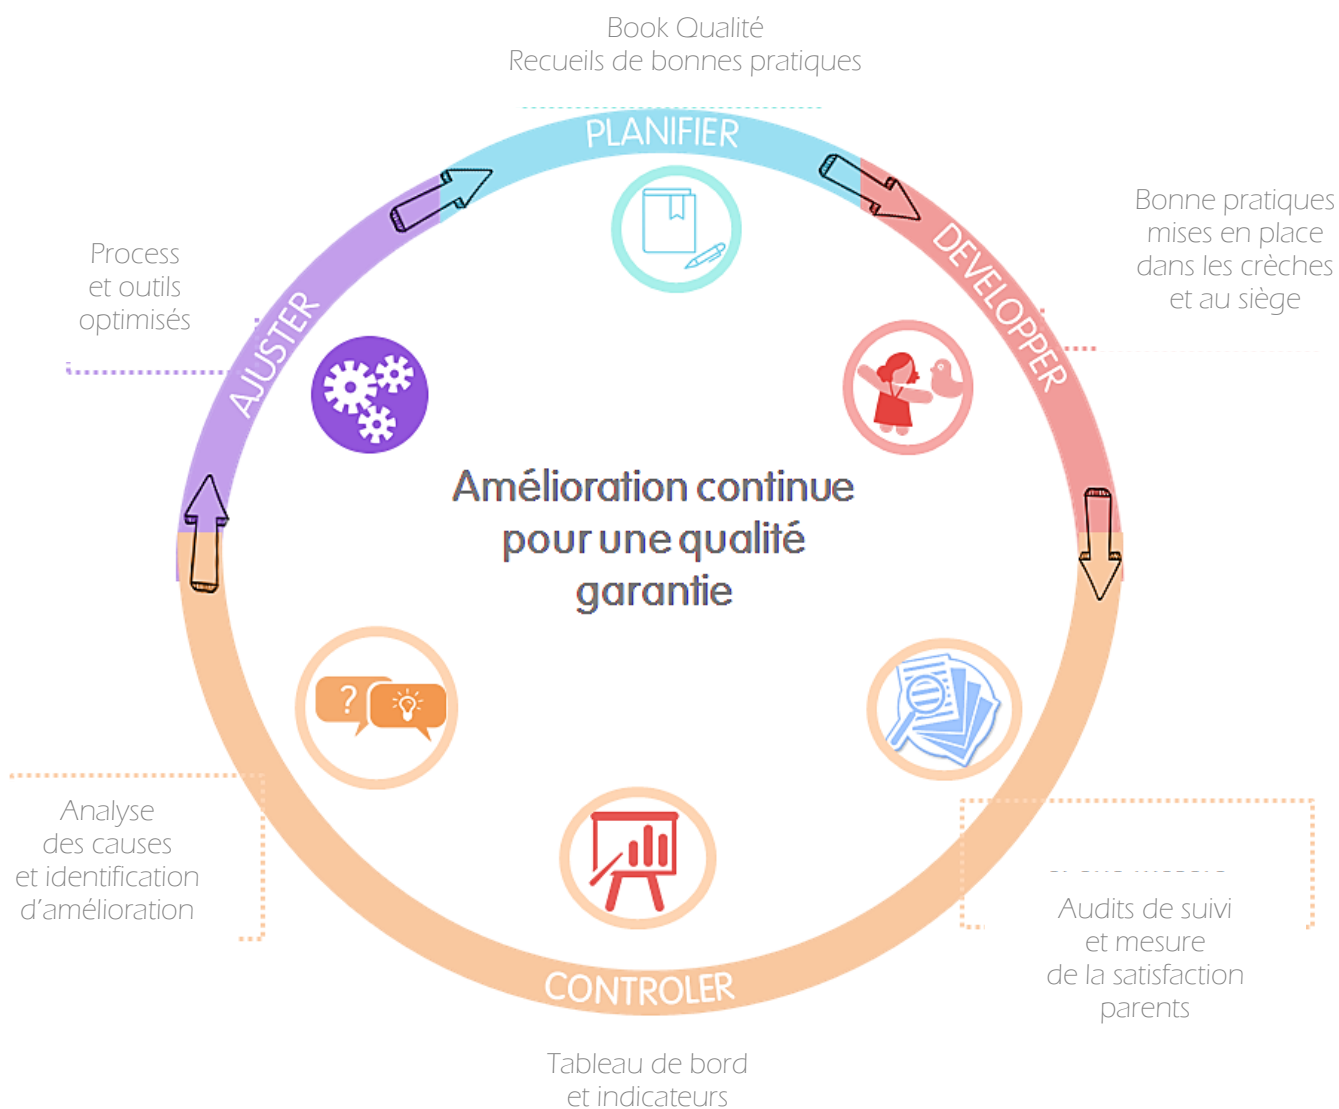 Book Qualité
Recueils de bonnes pratiques
PLANIFIER
DEVELOPPER
Bonne pratiques
mises en place
dans les crèches
et au siège
Process
et outils
optimisés
AJUSTER
Amélioration continue
pour une qualité
garantie
?
Analyse
des causes
et identification
d'amélioration
Audits de suivi
et mesure
de la satisfaction
parents
CONTROLER
Tableau de bord
et indicateurs